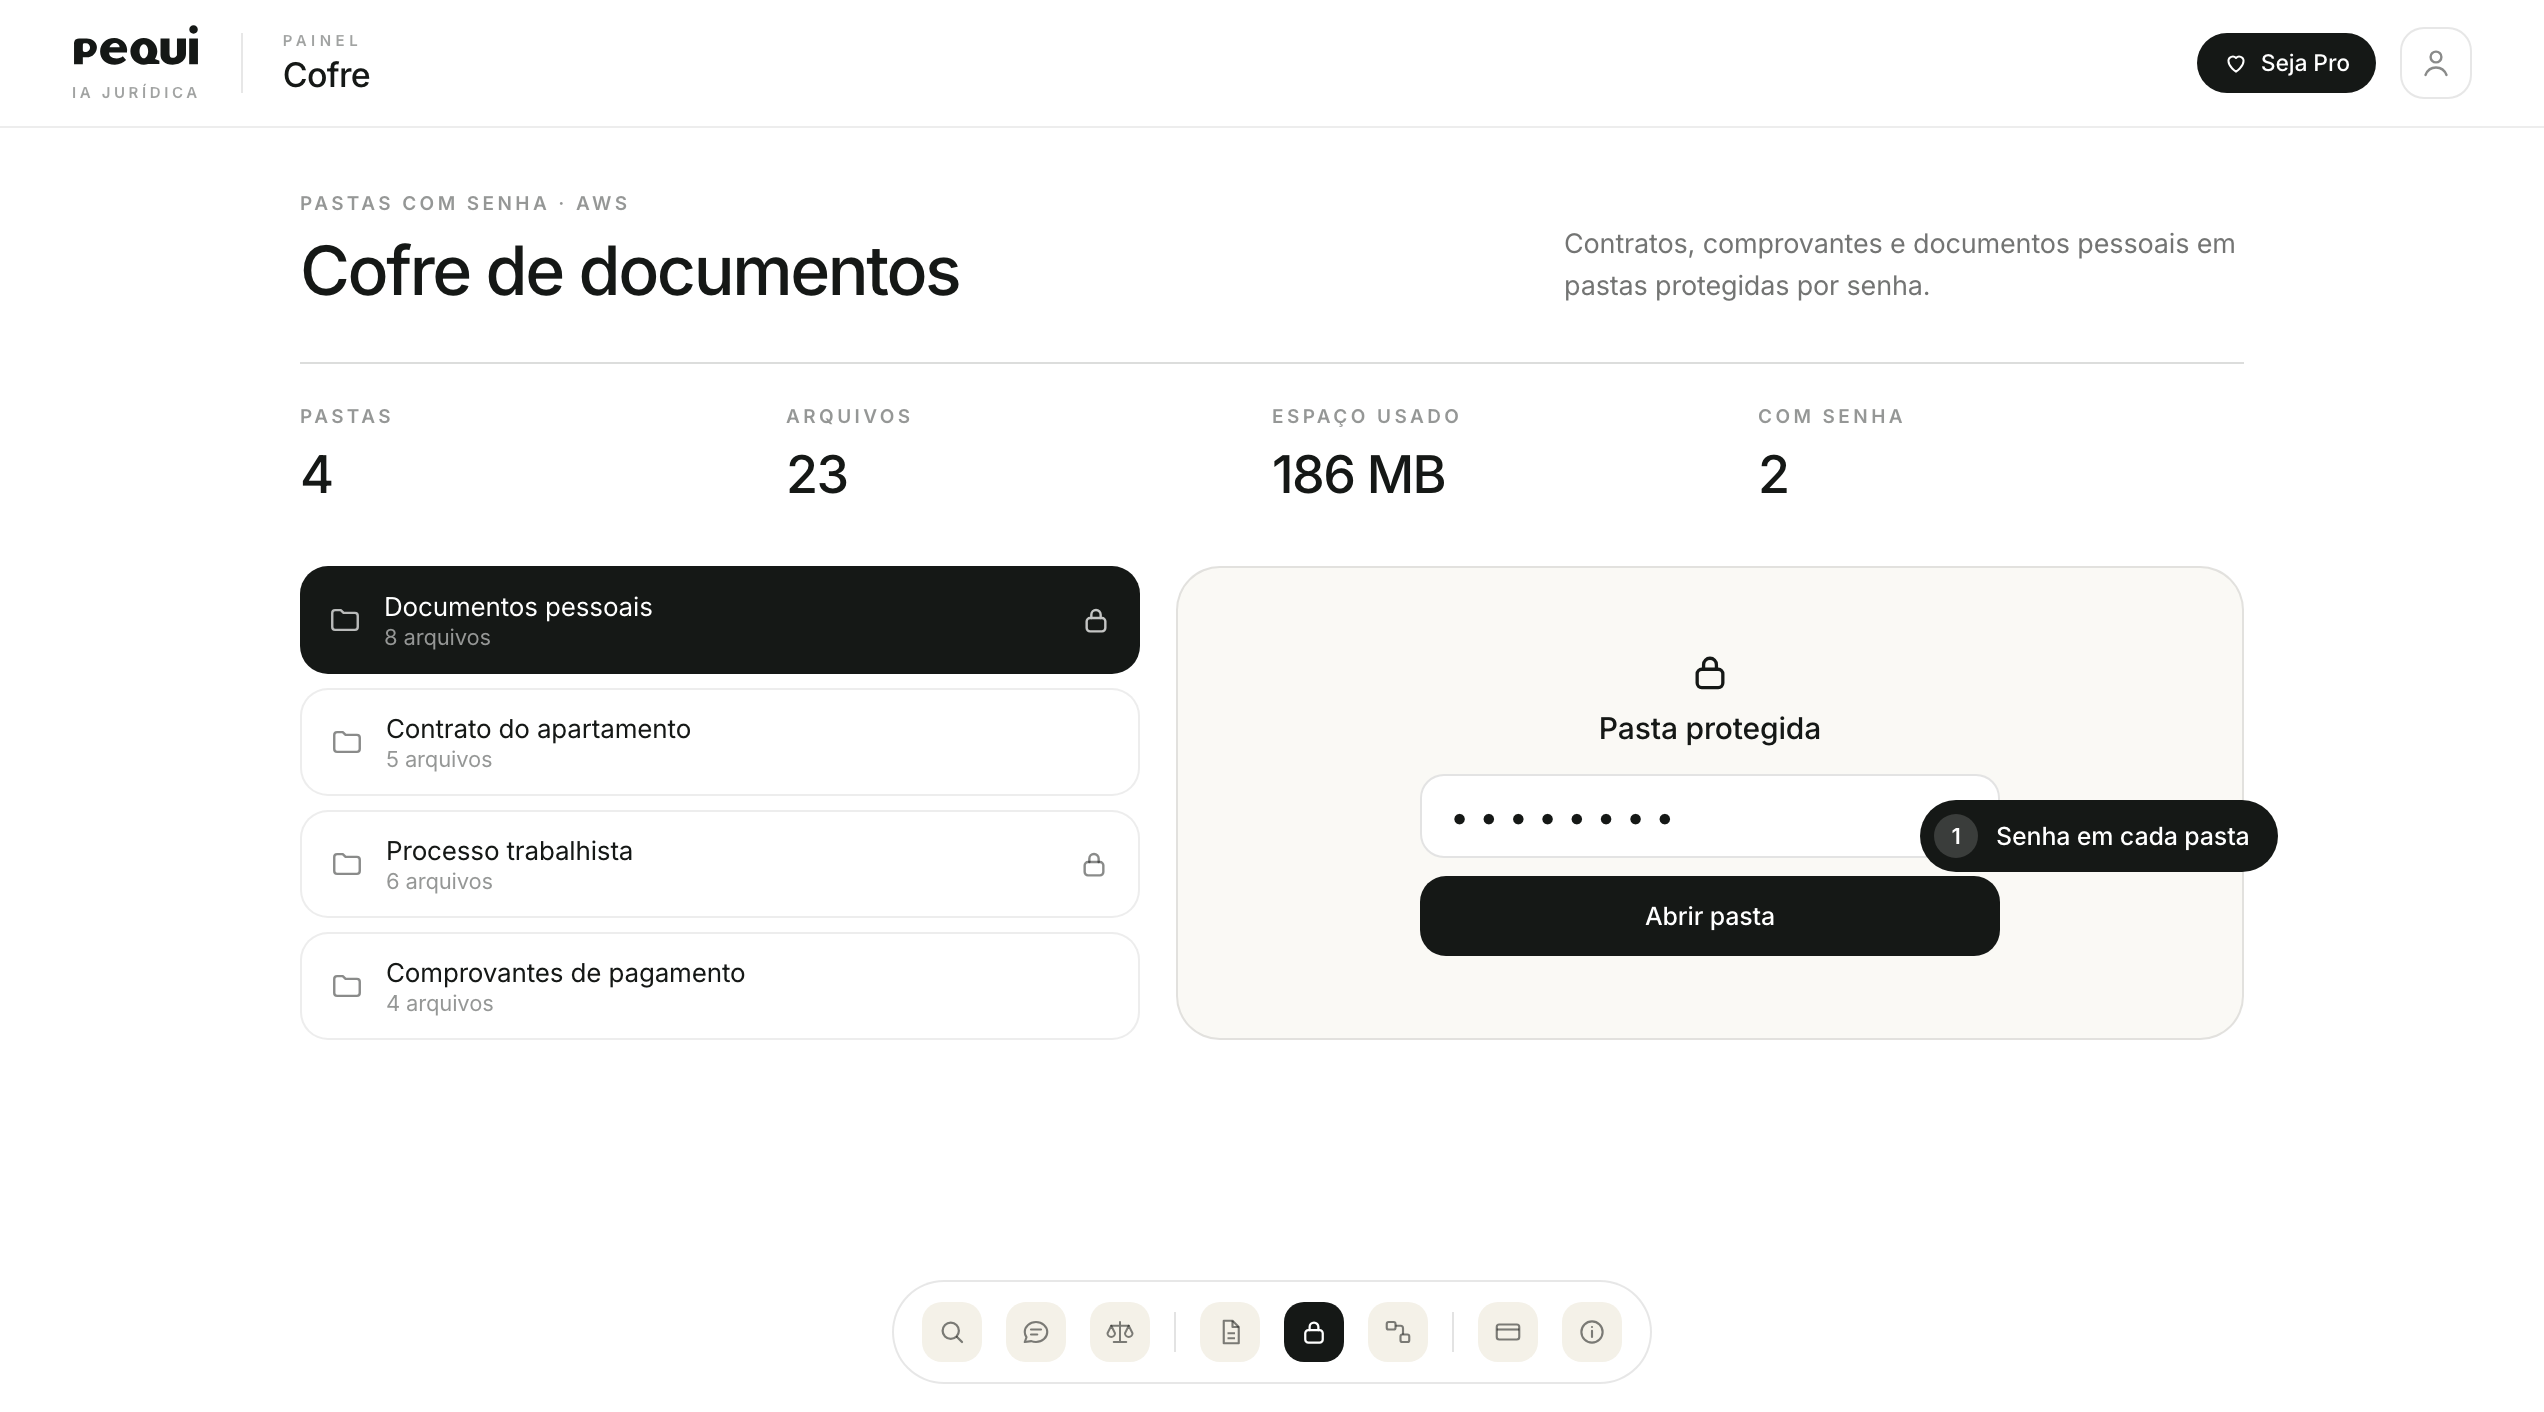 pequi
IA JURÍDICA
PAINEL
Cofre
Seja Pro
PASTAS COM SENHA · AWS
Cofre de documentos
Contratos, comprovantes e documentos pessoais em
pastas protegidas por senha.
PASTAS
4
ARQUIVOS
23
ESPAÇO USADO
186 MB
COM SENHA
2
Documentos pessoais
8 arquivos
Contrato do apartamento
5 arquivos
Processo trabalhista
6 arquivos
Comprovantes de pagamento
4 arquivos
Pasta protegida
••••••••
1 Senha em cada pasta
Abrir pasta